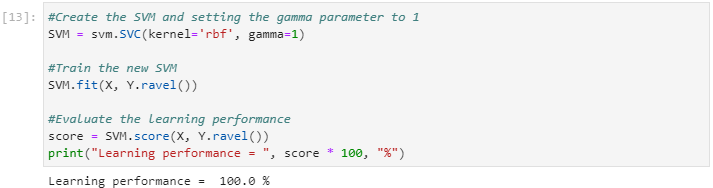 [13]: #Create the SVM and setting the gamma parameter to 1
SVM = svm.SVC(kernel='rbf', gamma=1)
#Train the new SVM
SVM.fit(X, Y.ravel())
#Evaluate the learning performance
score = SVM.score(X, Y.ravel())
print("Learning performance = ", score * 100, "%")
Learning performance =  100.0 %